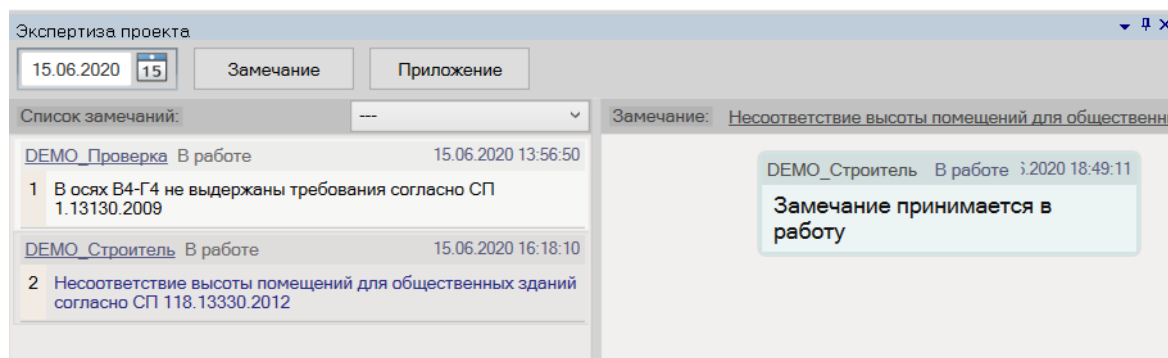 Экспертиза проекта
15.06.2020 15 Замечание Приложение
Список замечаний: ---
DEMO_Проверка В работе 15.06.2020 13:56:50
1 В осях В4-Г4 не выдержаны требования согласно СП
1.13130.2009
DEMO_Строитель В работе 15.06.2020 16:18:10
2 Несоответствие высоты помещений для общественных зданий
согласно СП 118.13330.2012
Замечание: Несоответствие высоты помещений для общественн
DEMO_Строитель В работе .2020 18:49:11
Замечание принимается в
работу